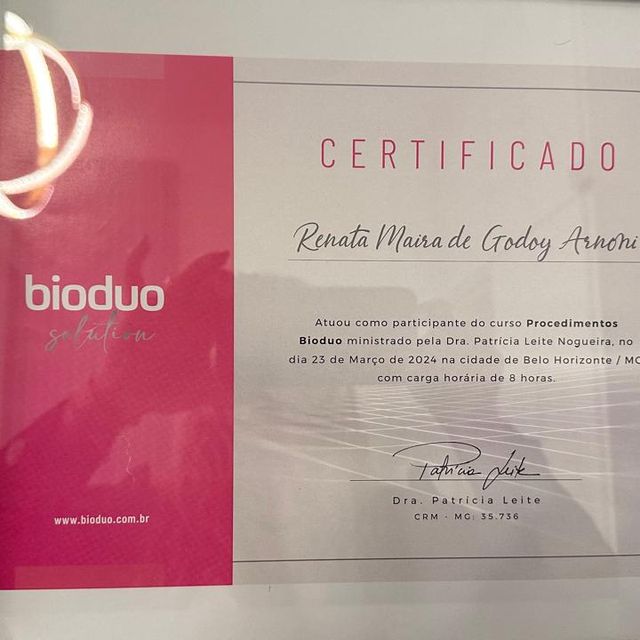 CERTIFICADO
Renata Maira de Godoy Arnoni
bioduo
solution
Atuou como participante do curso Procedimentos
Bioduo ministrado pela Dra. Patrícia Leite Nogueira, no
dia 23 de Março de 2024 na cidade de Belo Horizonte / MG
com carga horária de 8 horas.
Patrícia Leite
Dra. Patrícia Leite
CRM - MG: 35.736
www.bioduo.com.br